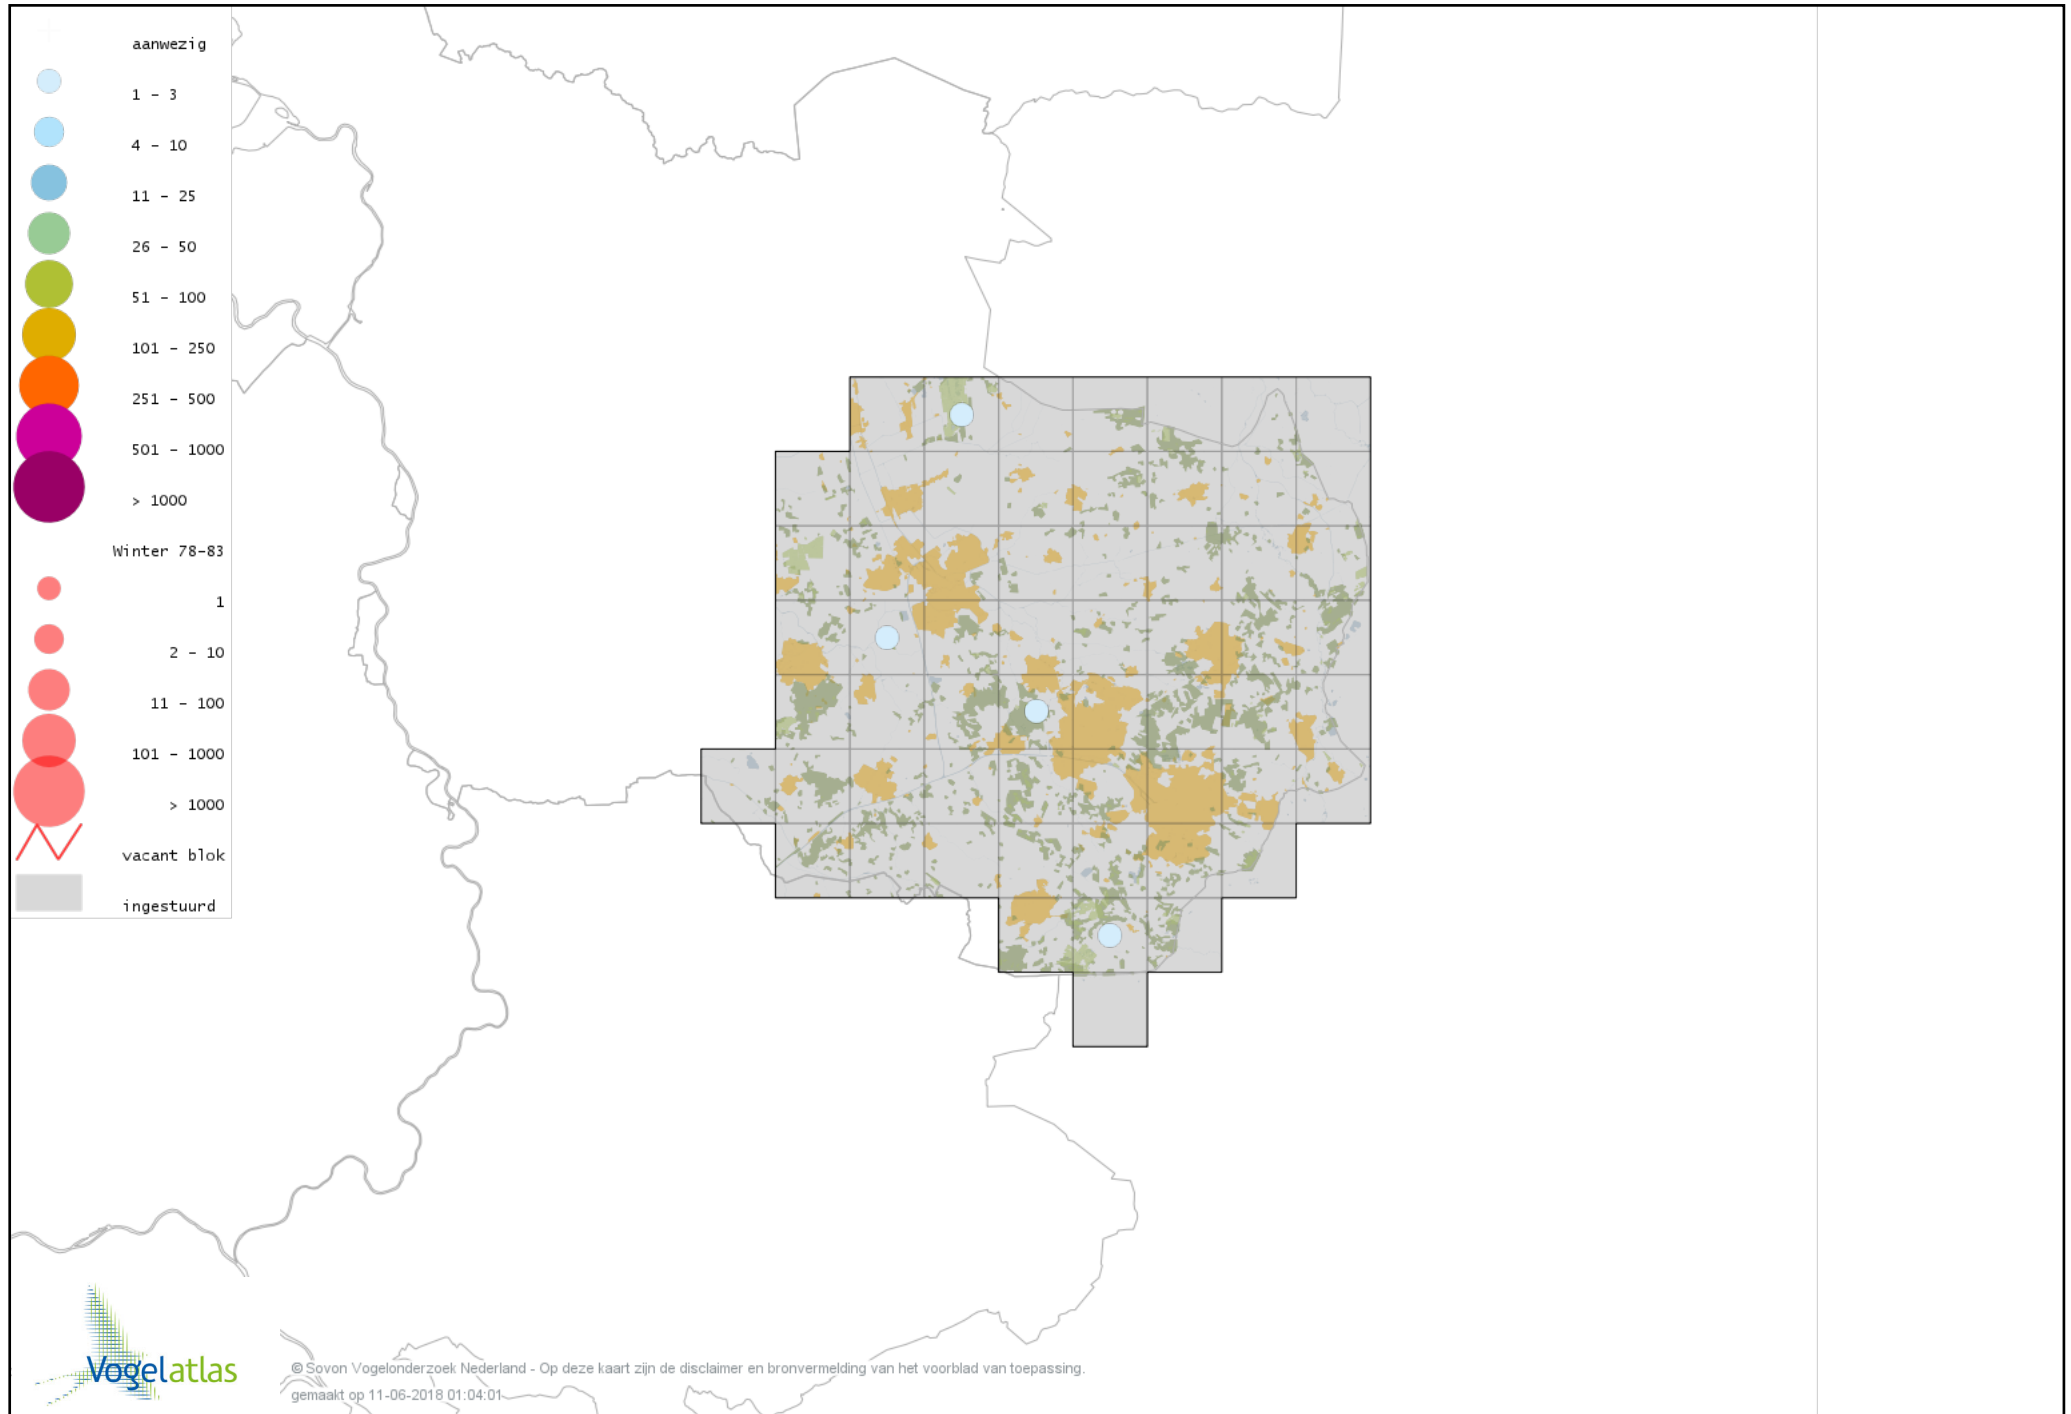 aanwezig
1 - 3
4 - 10
11 - 25
26 - 50
51 - 100
101 - 250
251 - 500
501 - 1000
> 1000
Winter 78-83
1
2 - 10
11 - 100
101 - 1000
> 1000
vacant blok
ingestuurd
Vogelatlas
© Sovon Vogelonderzoek Nederland - Op deze kaart zijn de disclaimer en bronvermelding van het voorblad van toepassing.
gemaakt op 11-06-2018 01:04:01